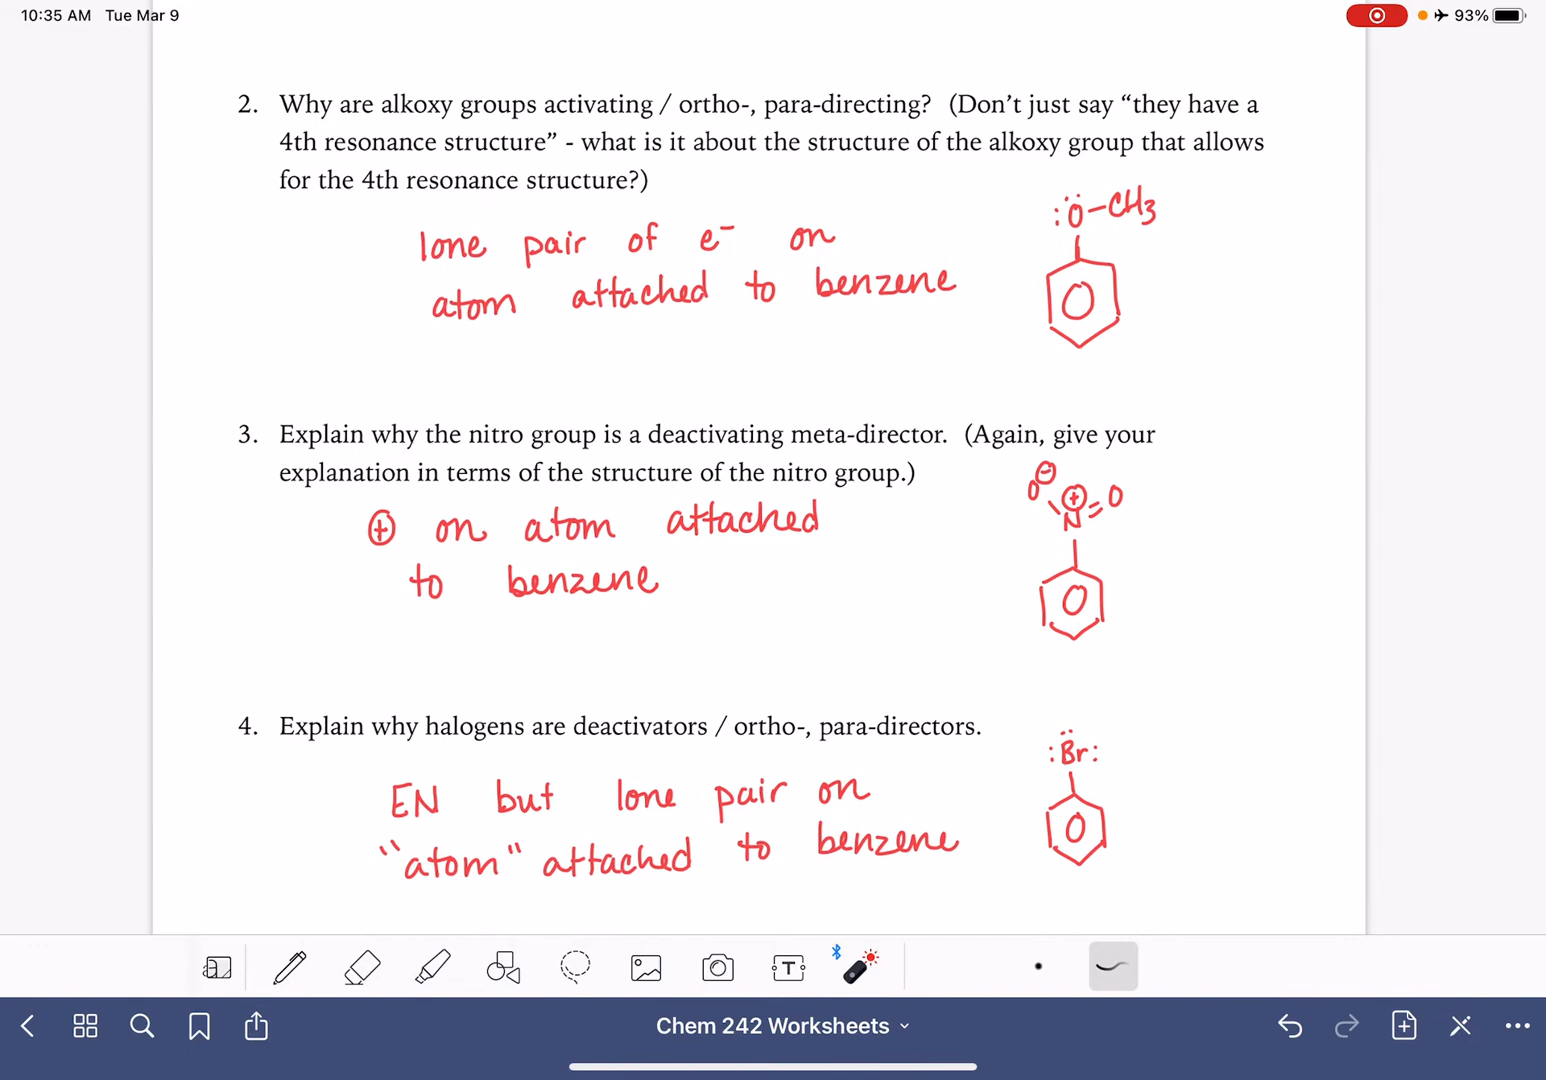 10:35 AM Tue Mar 9
93%
2. Why are alkoxy groups activating / ortho-, para-directing? (Don’t just say “they have a
4th resonance structure” - what is it about the structure of the alkoxy group that allows
for the 4th resonance structure?)
:Ö-CH3
lone pair of e⁻ on
atom attached to benzene
3. Explain why the nitro group is a deactivating meta-director. (Again, give your
explanation in terms of the structure of the nitro group.)
⊖
O ⊕ N = O
⊕ on atom attached
to benzene
4. Explain why halogens are deactivators / ortho-, para-directors.
:B̈r:
EN but lone pair on
“atom” attached to benzene
a
T
Chem 242 Worksheets